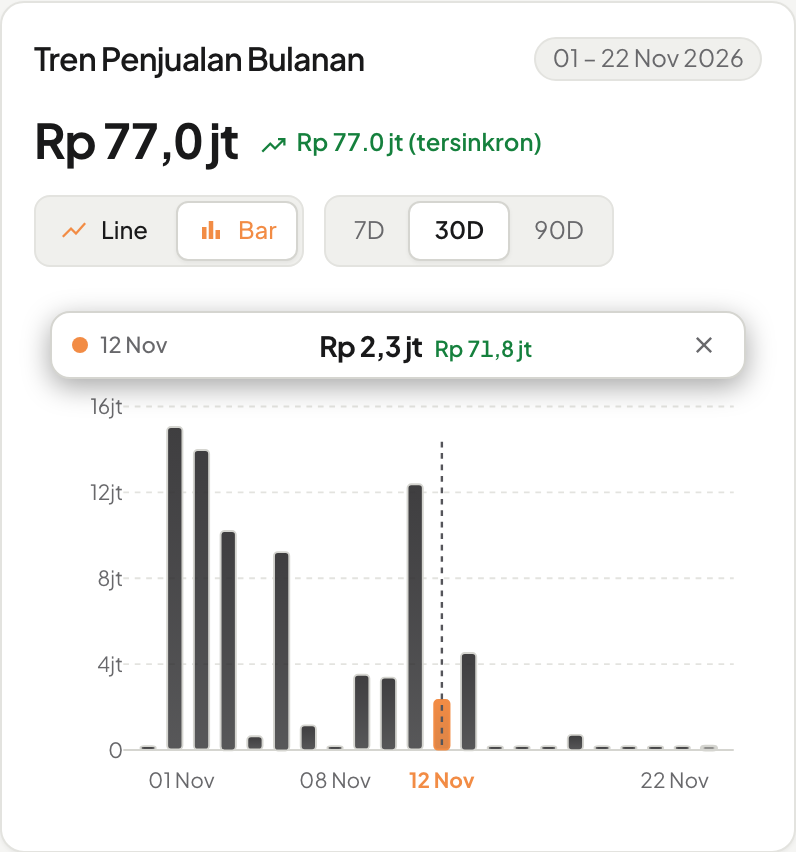 Tren Penjualan Bulanan
01 – 22 Nov 2026
Rp 77,0 jt
Rp 77.0 jt (tersinkron)
Line
Bar
7D
30D
90D
12 Nov
Rp 2,3 jt
Rp 71,8 jt
16jt
12jt
8jt
4jt
0
01 Nov
08 Nov
12 Nov
22 Nov